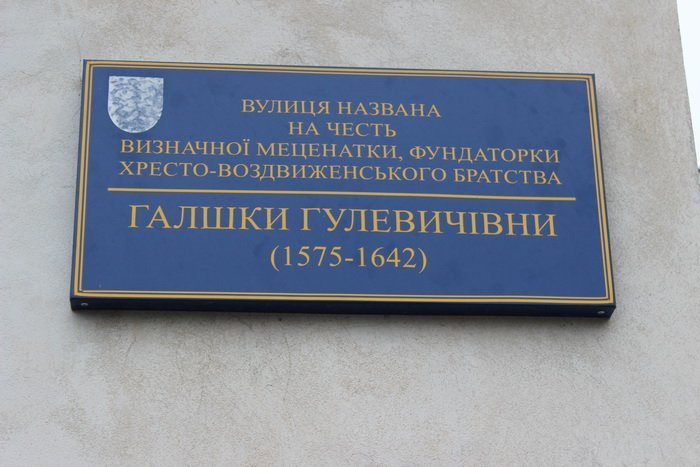 ВУЛИЦЯ НАЗВАНА
НА ЧЕСТЬ
ВИЗНАЧНОЇ МЕЦЕНАТКИ, ФУНДАТОРКИ
ХРЕСТО-ВОЗДВИЖЕНСЬКОГО БРАТСТВА
ГАЛШКИ ГУЛЕВИЧІВНИ
(1575-1642)